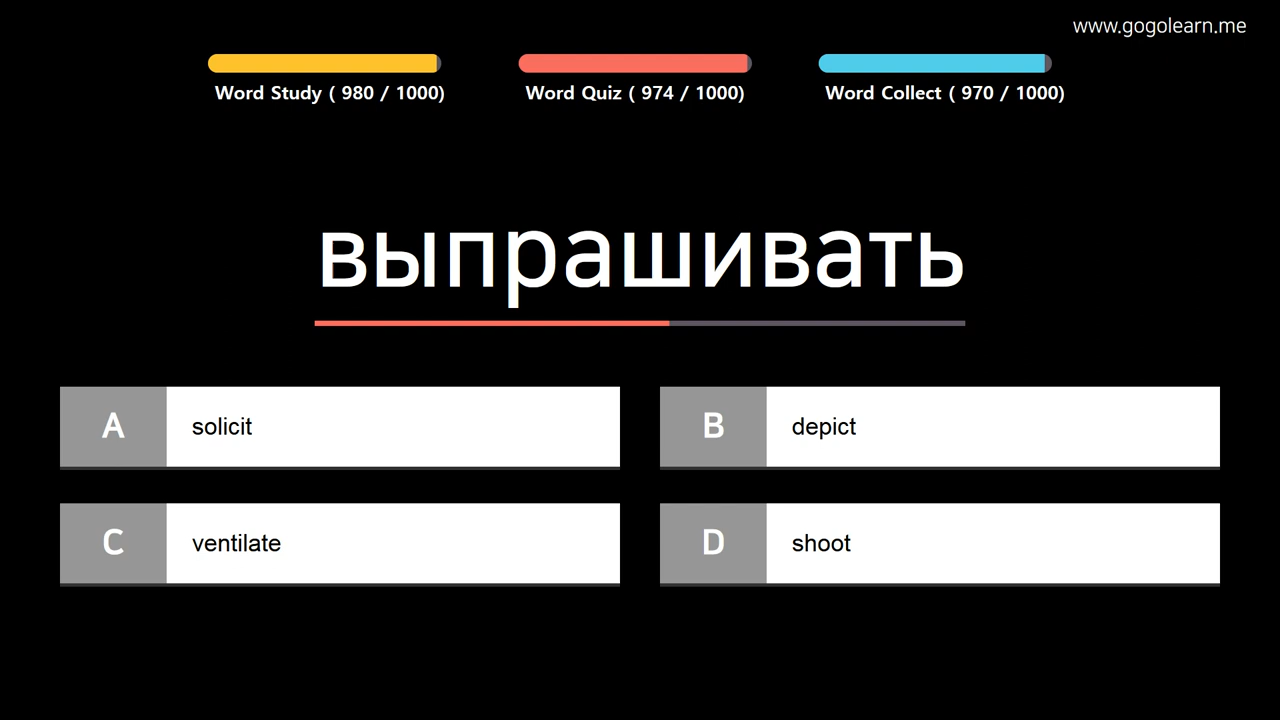 www.gogolearn.me
Word Study ( 980 / 1000)
Word Quiz ( 974 / 1000)
Word Collect ( 970 / 1000)
выпрашивать
A
solicit
B
depict
C
ventilate
D
shoot